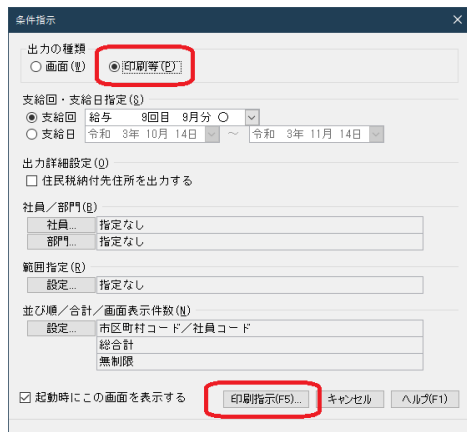 条件指示
出力の種類
画面(W) 印刷等(P)
支給回・支給日指定(S)
支給回 給与 9回目 9月分 〇
支給日 令和 3年 10月 14日 ～ 令和 3年 11月 14日
出力詳細設定(O)
住民税納付先住所を出力する
社員／部門(B)
社員... 指定なし
部門... 指定なし
範囲指定(R)
設定... 指定なし
並び順／合計／画面表示件数(N)
設定... 市区町村コード／社員コード
総合計
無制限
起動時にこの画面を表示する 印刷指示(F5)... キャンセル ヘルプ(F1)